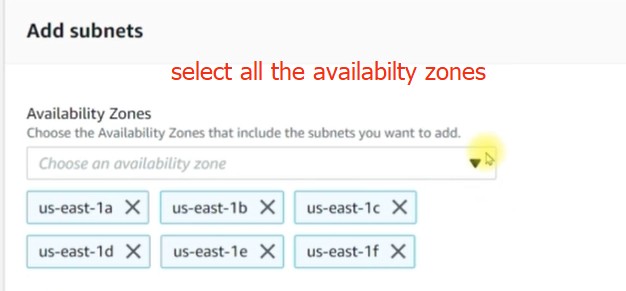 Add subnets
select all the availabilty zones
Availability Zones
Choose the Availability Zones that include the subnets you want to add.
Choose an availability zone
us-east-1a us-east-1b us-east-1c
us-east-1d us-east-1e us-east-1f